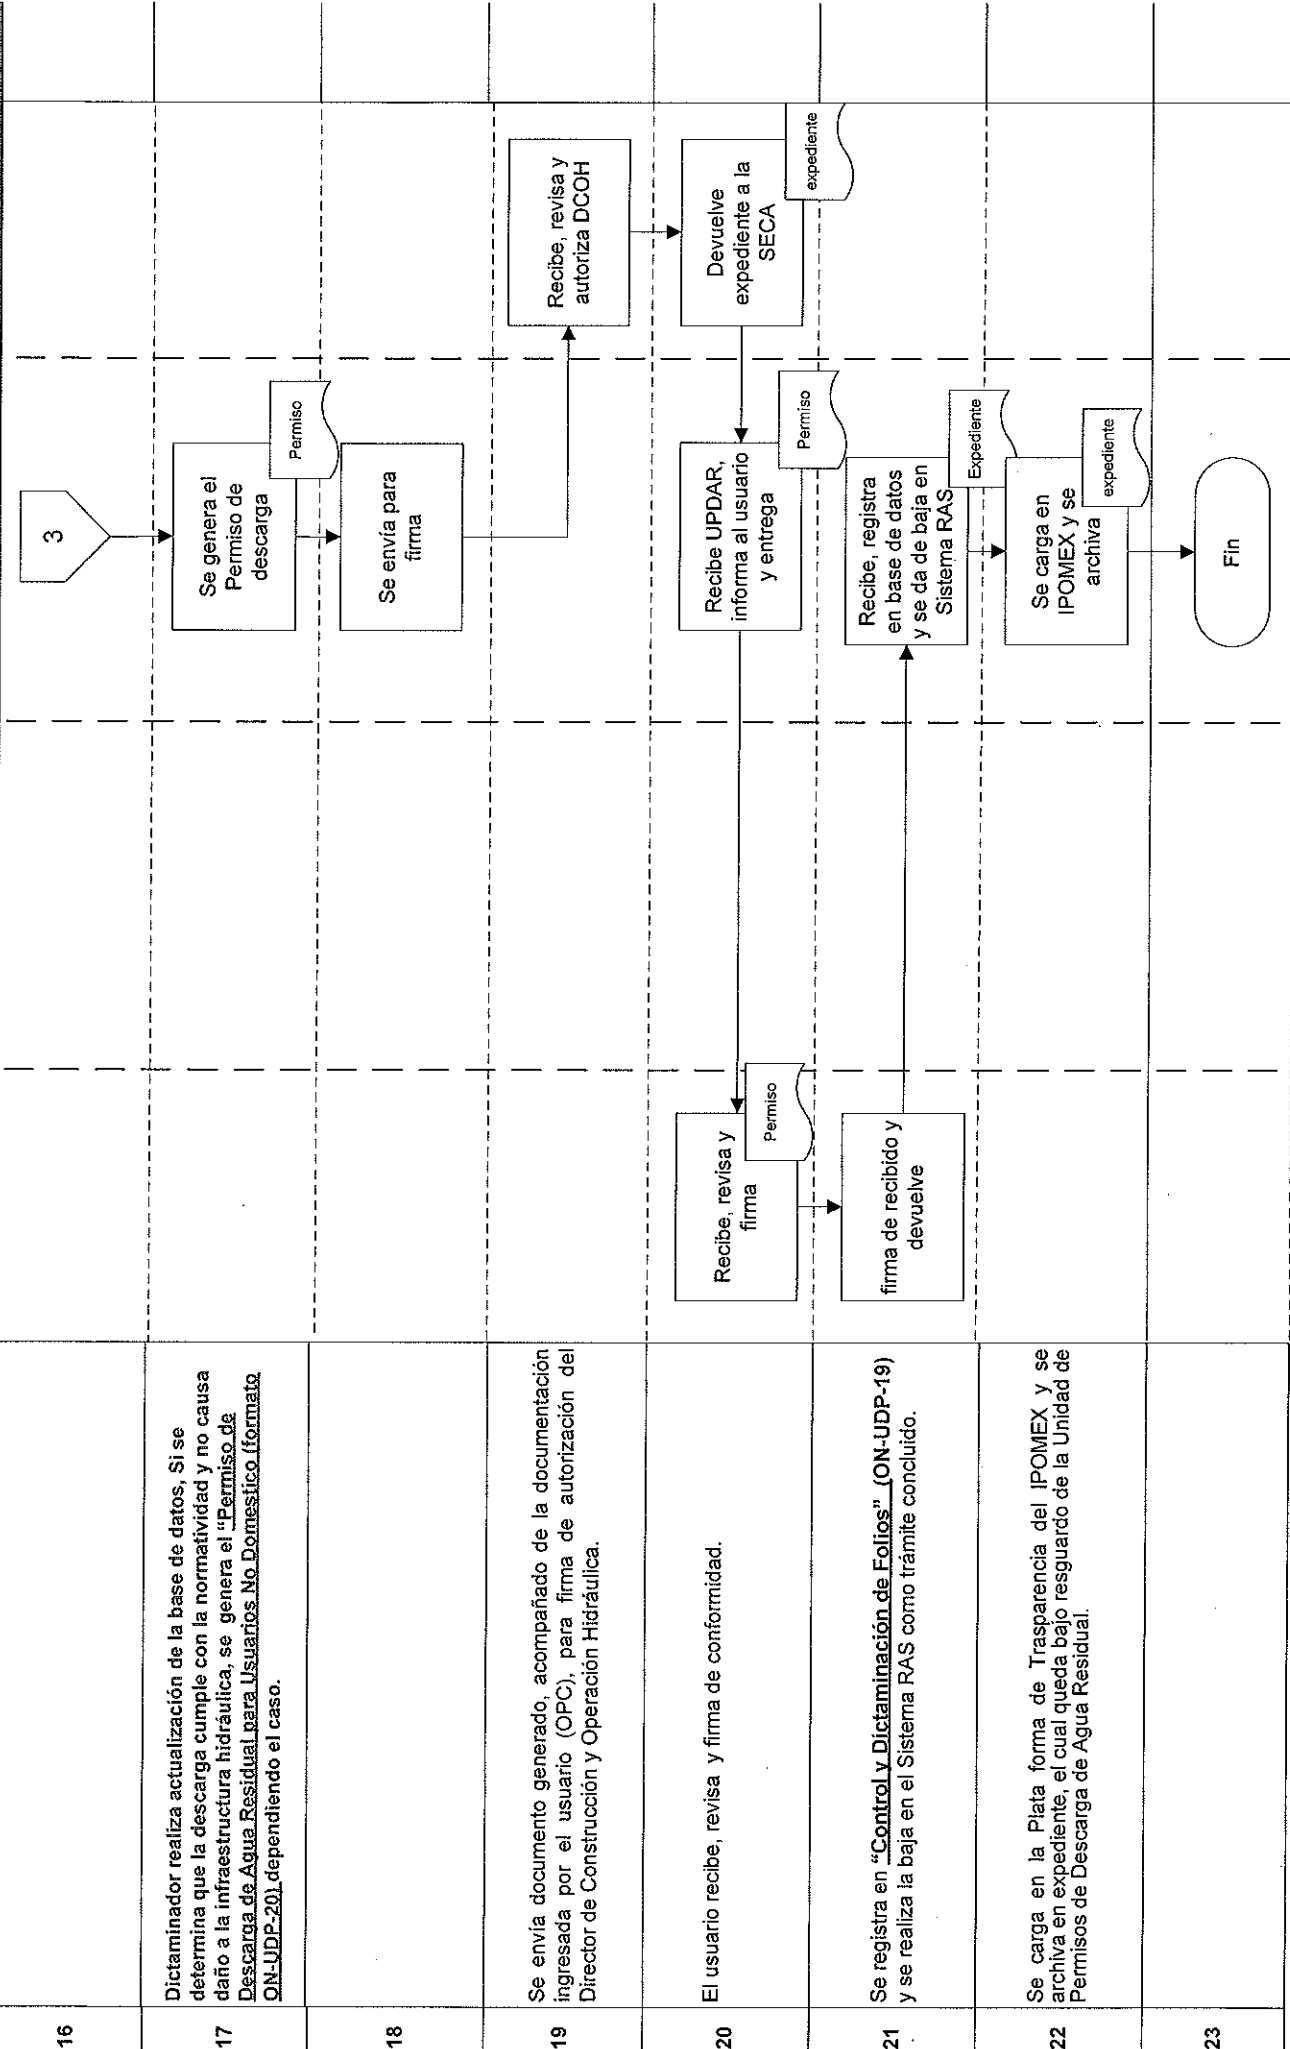 16
3
17
Dictaminador realiza actualización de la base de datos, Si se
determina que la descarga cumple con la normatividad y no causa
daño a la infraestructura hidráulica, se genera el "Permiso de
Descarga de Agua Residual para Usuarios No Domestico (formato
ON-UDP-20) dependiendo el caso.
Se genera el
Permiso de
descarga
Permiso
18
Se envía para
firma
19
Se envía documento generado, acompañado de la documentación
ingresada por el usuario (OPC), para firma de autorización del
Director de Construcción y Operación Hidráulica.
Recibe, revisa y
autoriza DCOH
20
El usuario recibe, revisa y firma de conformidad.
Recibe, revisa y
firma
Permiso
Recibe UPDAR,
informa al usuario
y entrega
Permiso
Devuelve
expediente a la
SECA
expediente
21
Se registra en "Control y Dictaminación de Folios" (ON-UDP-19)
y se realiza la baja en el Sistema RAS como trámite concluido.
firma de recibido y
devuelve
Recibe, registra
en base de datos
y se da de baja en
Sistema RAS
Expediente
22
Se carga en la Plata forma de Trasparencia del IPOMEX y se
archiva en expediente, el cual queda bajo resguardo de la Unidad de
Permisos de Descarga de Agua Residual.
Se carga en
IPOMEX y se
archiva
expediente
23
Fin